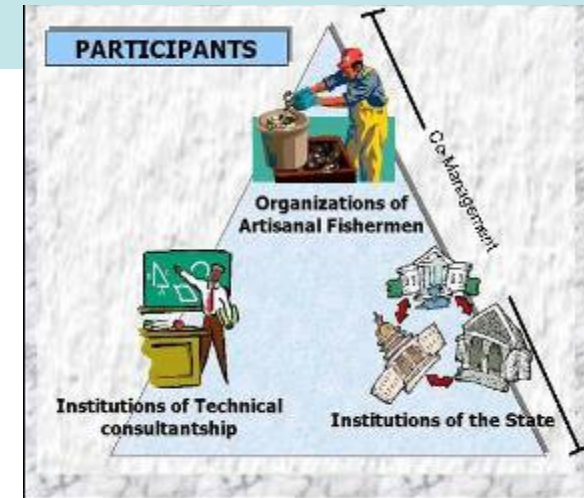 PARTICIPANTS
Co-Management
Organizations of
Artisanal Fishermen
Institutions of Technical
consultantship
Institutions of the State